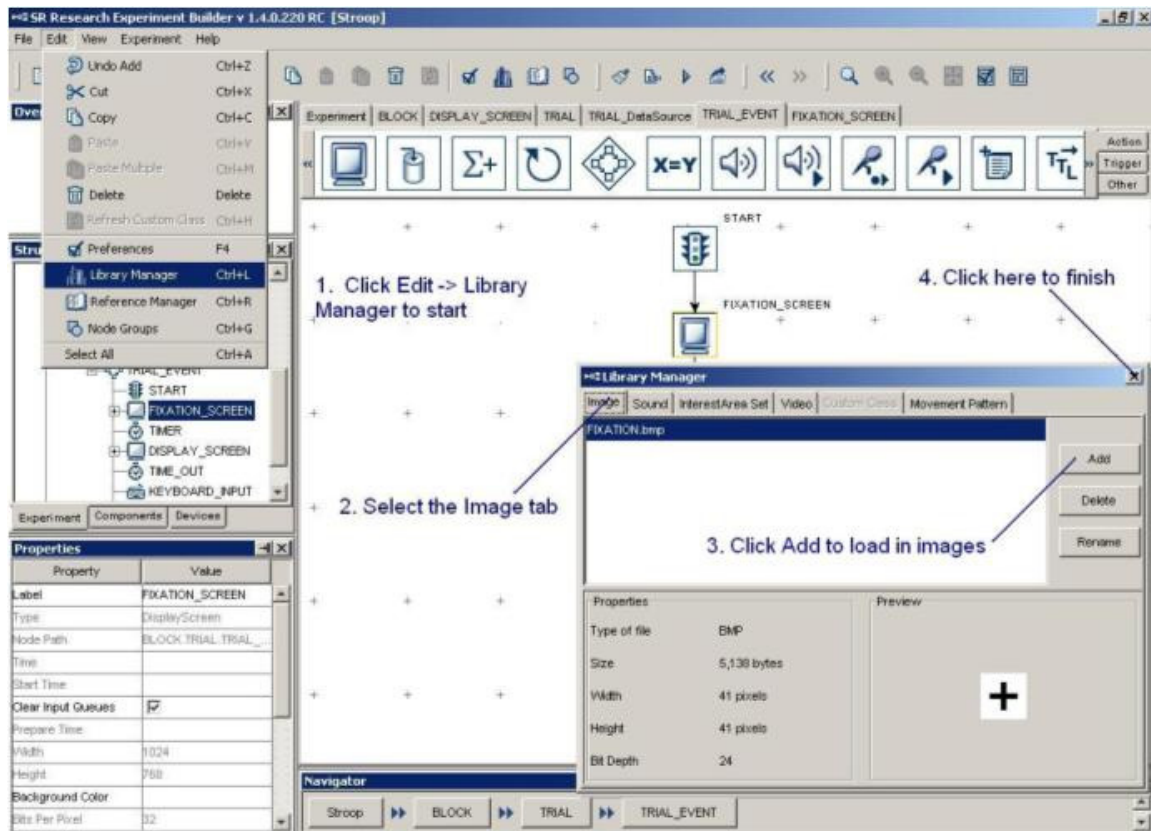 SR Research Experiment Builder v 1.4.0.220 RC [Stroop]
File Edit View Experiment Help
Undo Add Ctrl+Z
Cut Ctrl+X
Copy Ctrl+C
Paste Ctrl+V
Paste Multiple Ctrl+M
Delete Delete
Refresh Custom Class Ctrl+H
Preferences F4
Library Manager Ctrl+L
Reference Manager Ctrl+R
Node Groups Ctrl+G
Select All Ctrl+A
Over
Experiment BLOCK DISPLAY_SCREEN TRIAL TRIAL_DataSource TRIAL_EVENT FIXATION_SCREEN
Σ+ X=Y TTL
Action
Trigger
Other
Stru
START
FIXATION_SCREEN
1. Click Edit -> Library
Manager to start
4. Click here to finish
TRIAL_EVENT
START
FIXATION_SCREEN
TIMER
DISPLAY_SCREEN
TIME_OUT
KEYBOARD_INPUT
Experiment Components Devices
Library Manager
Image Sound InterestArea Set Video Custom Class Movement Pattern
FIXATION.bmp
Add
Delete
Rename
2. Select the Image tab
3. Click Add to load in images
Properties
Type of file BMP
Size 5,138 bytes
Width 41 pixels
Height 41 pixels
Bit Depth 24
Preview
+
Properties
Property Value
Label FIXATION_SCREEN
Type DisplayScreen
Node Path BLOCK.TRIAL.TRIAL_...
Time
Start Time
Clear Input Queues
Prepare Time
Width 1024
Height 768
Background Color
Bits Per Pixel 32
Navigator
Stroop BLOCK TRIAL TRIAL_EVENT